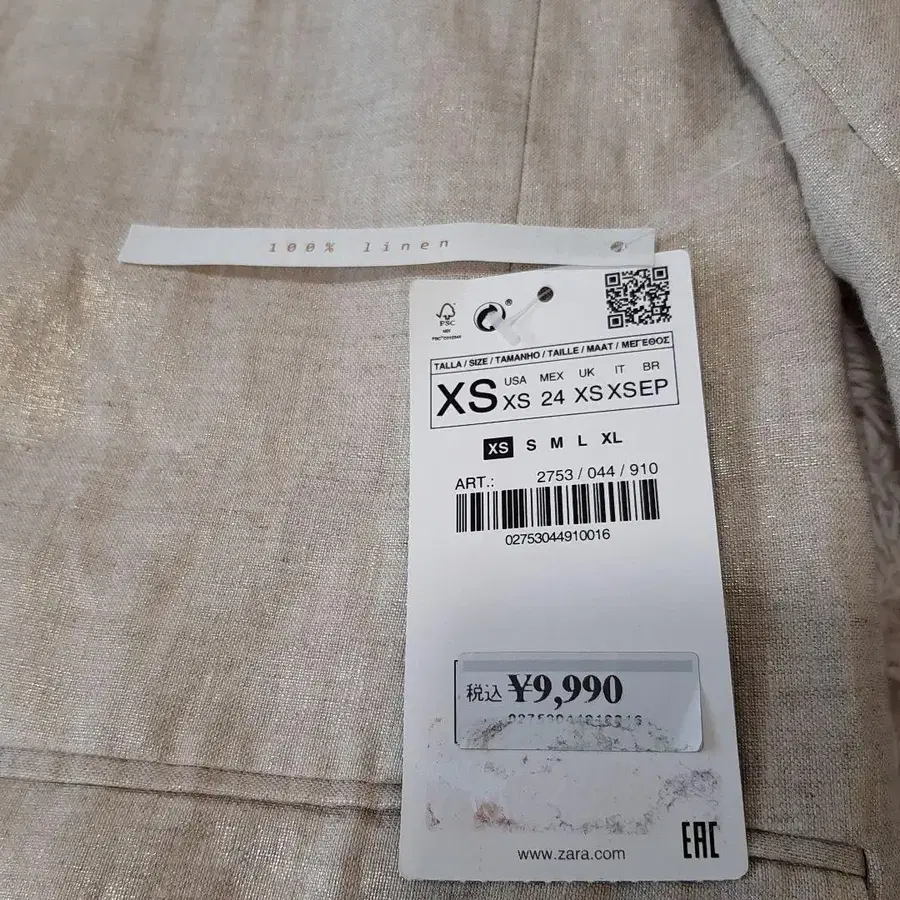 100% linen
®
FSC
MIX
TALLA / SIZE / TAMANHO / TAILLE / MAAT / ΜΕΓΕΘΟΣ
XS USA XS MEX 24 UK XS IT XS BR EP
XS S M L XL
ART.: 2753 / 044 / 910
02753044910016
税込 ¥9,990
www.zara.com
EAC